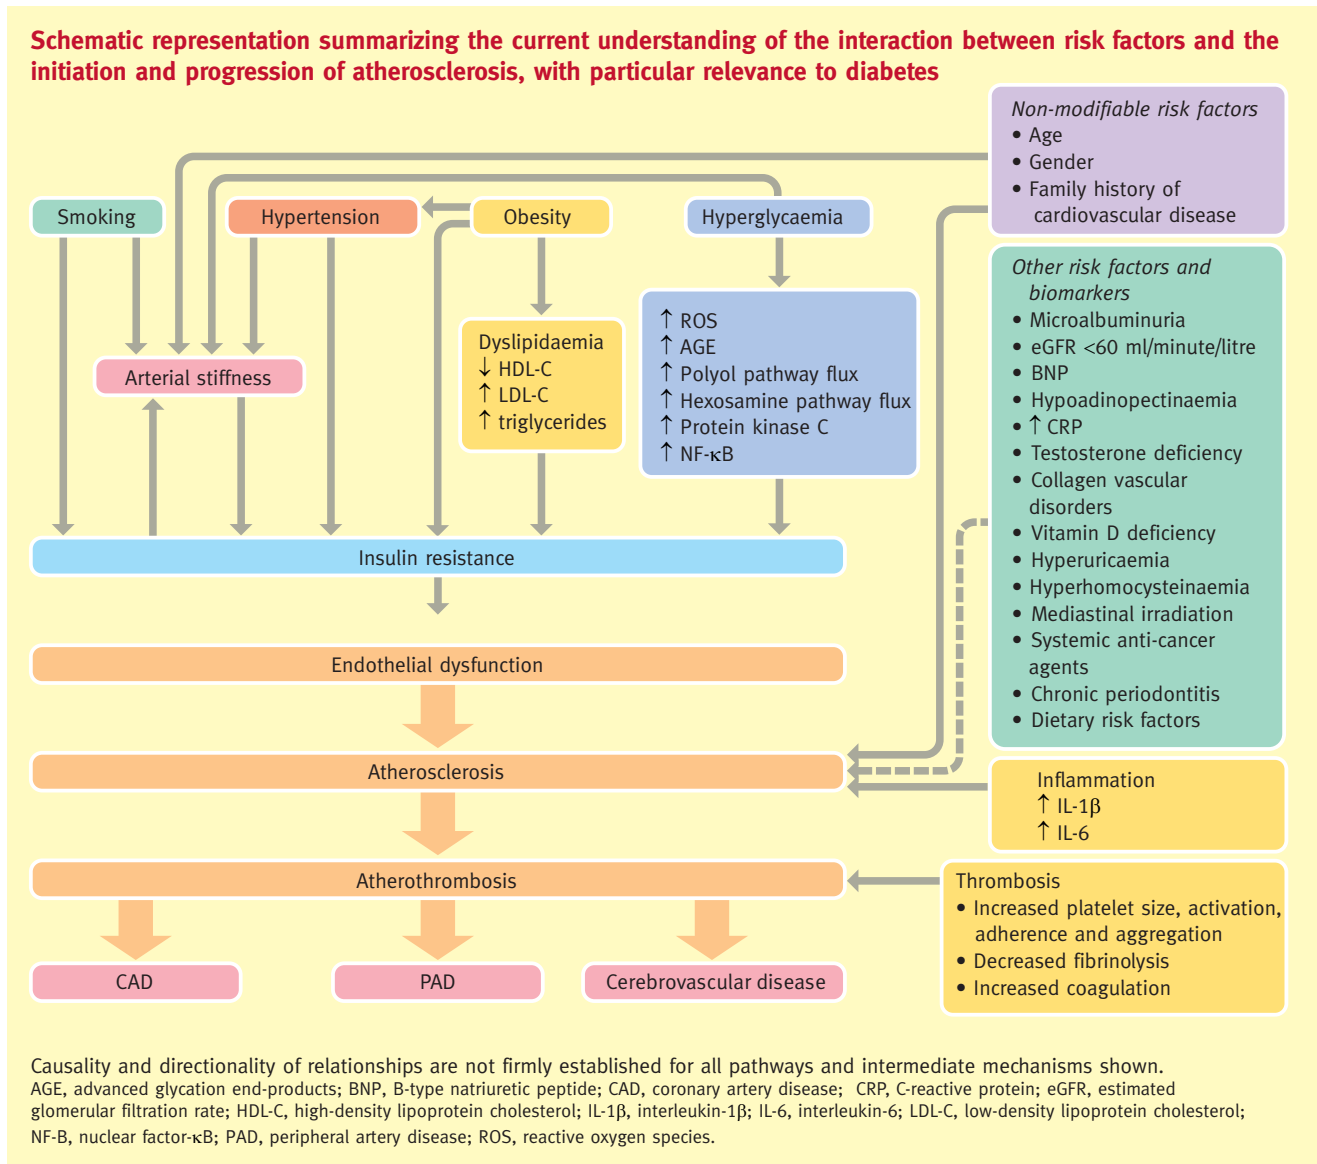 Schematic representation summarizing the current understanding of the interaction between risk factors and the
initiation and progression of atherosclerosis, with particular relevance to diabetes
Non-modifiable risk factors
• Age
• Gender
• Family history of
cardiovascular disease
Smoking
Hypertension
Obesity
Hyperglycaemia
Other risk factors and
biomarkers
• Microalbuminuria
• eGFR <60 ml/minute/litre
• BNP
• Hypoadinopectinaemia
• ↑ CRP
• Testosterone deficiency
• Collagen vascular
disorders
• Vitamin D deficiency
• Hyperuricaemia
• Hyperhomocysteinaemia
• Mediastinal irradiation
• Systemic anti-cancer
agents
• Chronic periodontitis
• Dietary risk factors
↑ ROS
↑ AGE
↑ Polyol pathway flux
↑ Hexosamine pathway flux
↑ Protein kinase C
↑ NF-κB
Dyslipidaemia
↓ HDL-C
↑ LDL-C
↑ triglycerides
Arterial stiffness
Insulin resistance
Endothelial dysfunction
Atherosclerosis
Inflammation
↑ IL-1β
↑ IL-6
Atherothrombosis
Thrombosis
• Increased platelet size, activation,
adherence and aggregation
• Decreased fibrinolysis
• Increased coagulation
CAD
PAD
Cerebrovascular disease
Causality and directionality of relationships are not firmly established for all pathways and intermediate mechanisms shown.
AGE, advanced glycation end-products; BNP, B-type natriuretic peptide; CAD, coronary artery disease; CRP, C-reactive protein; eGFR, estimated
glomerular filtration rate; HDL-C, high-density lipoprotein cholesterol; IL-1β, interleukin-1β; IL-6, interleukin-6; LDL-C, low-density lipoprotein cholesterol;
NF-B, nuclear factor-κB; PAD, peripheral artery disease; ROS, reactive oxygen species.